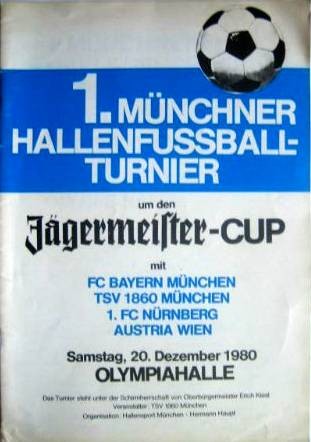 1. MÜNCHNER
HALLENFUSSBALL-
TURNIER
um den
Jägermeister-CUP
mit
FC BAYERN MÜNCHEN
TSV 1860 MÜNCHEN
1. FC NÜRNBERG
AUSTRIA WIEN
Samstag, 20. Dezember 1980
OLYMPIAHALLE
Das Turnier steht unter der Schirmherrschaft von Oberbürgermeister Erich Kiesl
Veranstalter: TSV 1860 München
Organisation: Hallensport München - Hermann Haupt